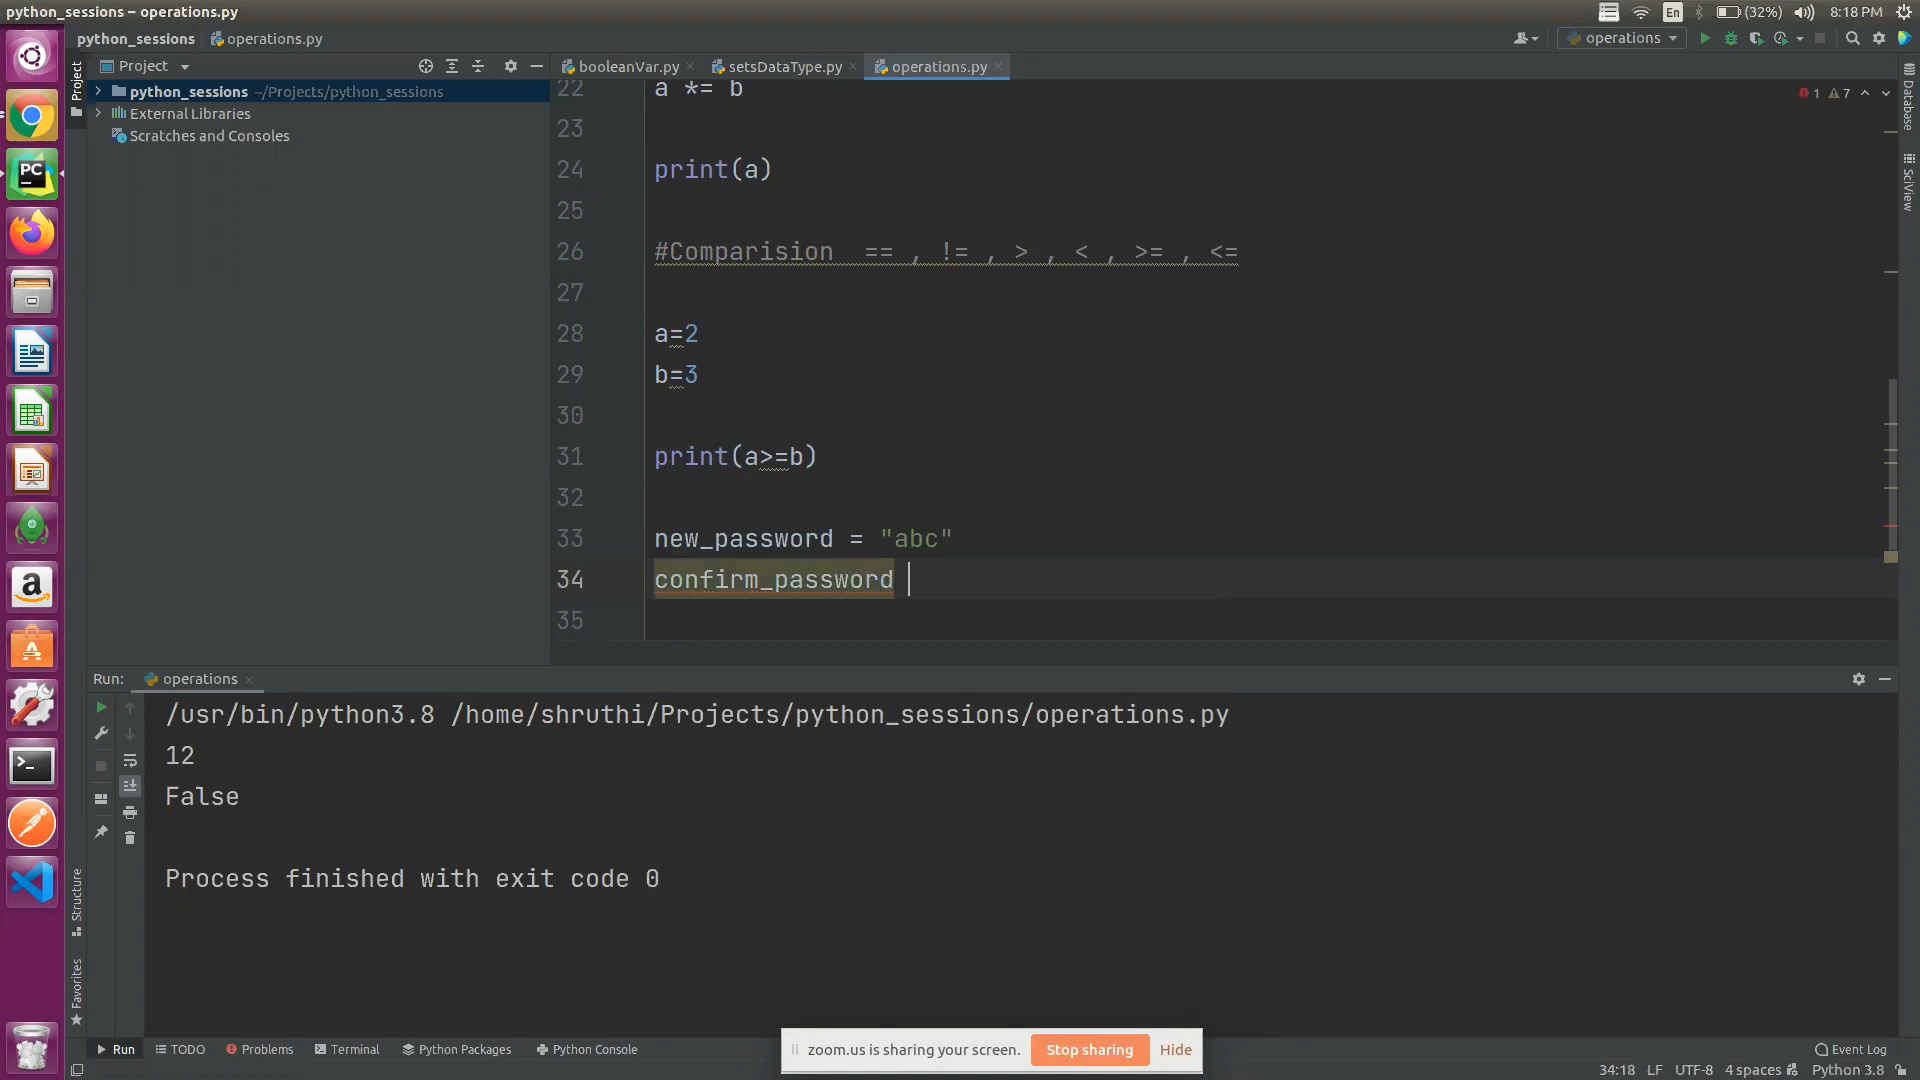 python_sessions – operations.py
En
(32%)
8:18 PM
python_sessions
operations.py
operations
Project
booleanVar.py
setsDataType.py
operations.py
Project
python_sessions ~/Projects/python_sessions
External Libraries
Scratches and Consoles
1
7
Database
SciView
22 a *= b
23
24 print(a)
25
26 #Comparision == , != , > , < , >= , <=
27
28 a=2
29 b=3
30
31 print(a>=b)
32
33 new_password = "abc"
34 confirm_password
35
Run:
operations
/usr/bin/python3.8 /home/shruthi/Projects/python_sessions/operations.py
12
False
Process finished with exit code 0
Structure
Favorites
PC
a
Run
TODO
Problems
Terminal
Python Packages
Python Console
zoom.us is sharing your screen.
Stop sharing
Hide
Event Log
34:18
LF
UTF-8
4 spaces
Python 3.8